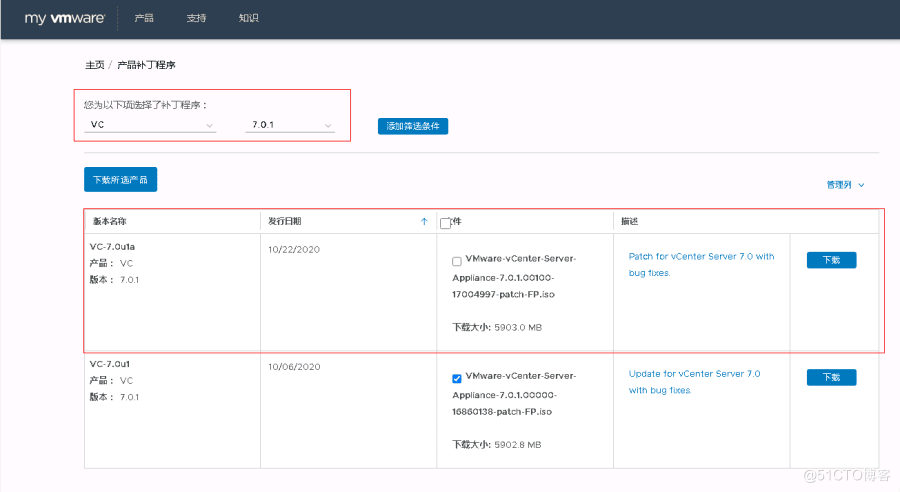 my vmware 产品 支持 知识
主页 / 产品补丁程序
您为以下项选择了补丁程序：
VC 7.0.1 添加筛选条件
下载所选产品
管理列
版本名称 发行日期 件 描述
VC-7.0u1a
产品： VC
版本： 7.0.1
10/22/2020
VMware-vCenter-Server-
Appliance-7.0.1.00100-
17004997-patch-FP.iso
下载大小: 5903.0 MB
Patch for vCenter Server 7.0 with
bug fixes.
下载
VC-7.0u1
产品： VC
版本： 7.0.1
10/06/2020
VMware-vCenter-Server-
Appliance-7.0.1.00000-
16860138-patch-FP.iso
下载大小: 5902.8 MB
Update for vCenter Server 7.0
with bug fixes.
下载
@51CTO博客